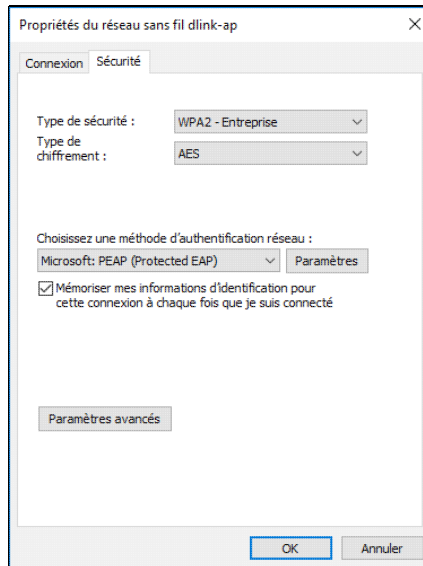 Propriétés du réseau sans fil dlink-ap
Connexion Sécurité
Type de sécurité : WPA2 - Entreprise
Type de
chiffrement : AES
Choisissez une méthode d'authentification réseau :
Microsoft: PEAP (Protected EAP) Paramètres
Mémoriser mes informations d'identification pour
cette connexion à chaque fois que je suis connecté
Paramètres avancés
OK Annuler